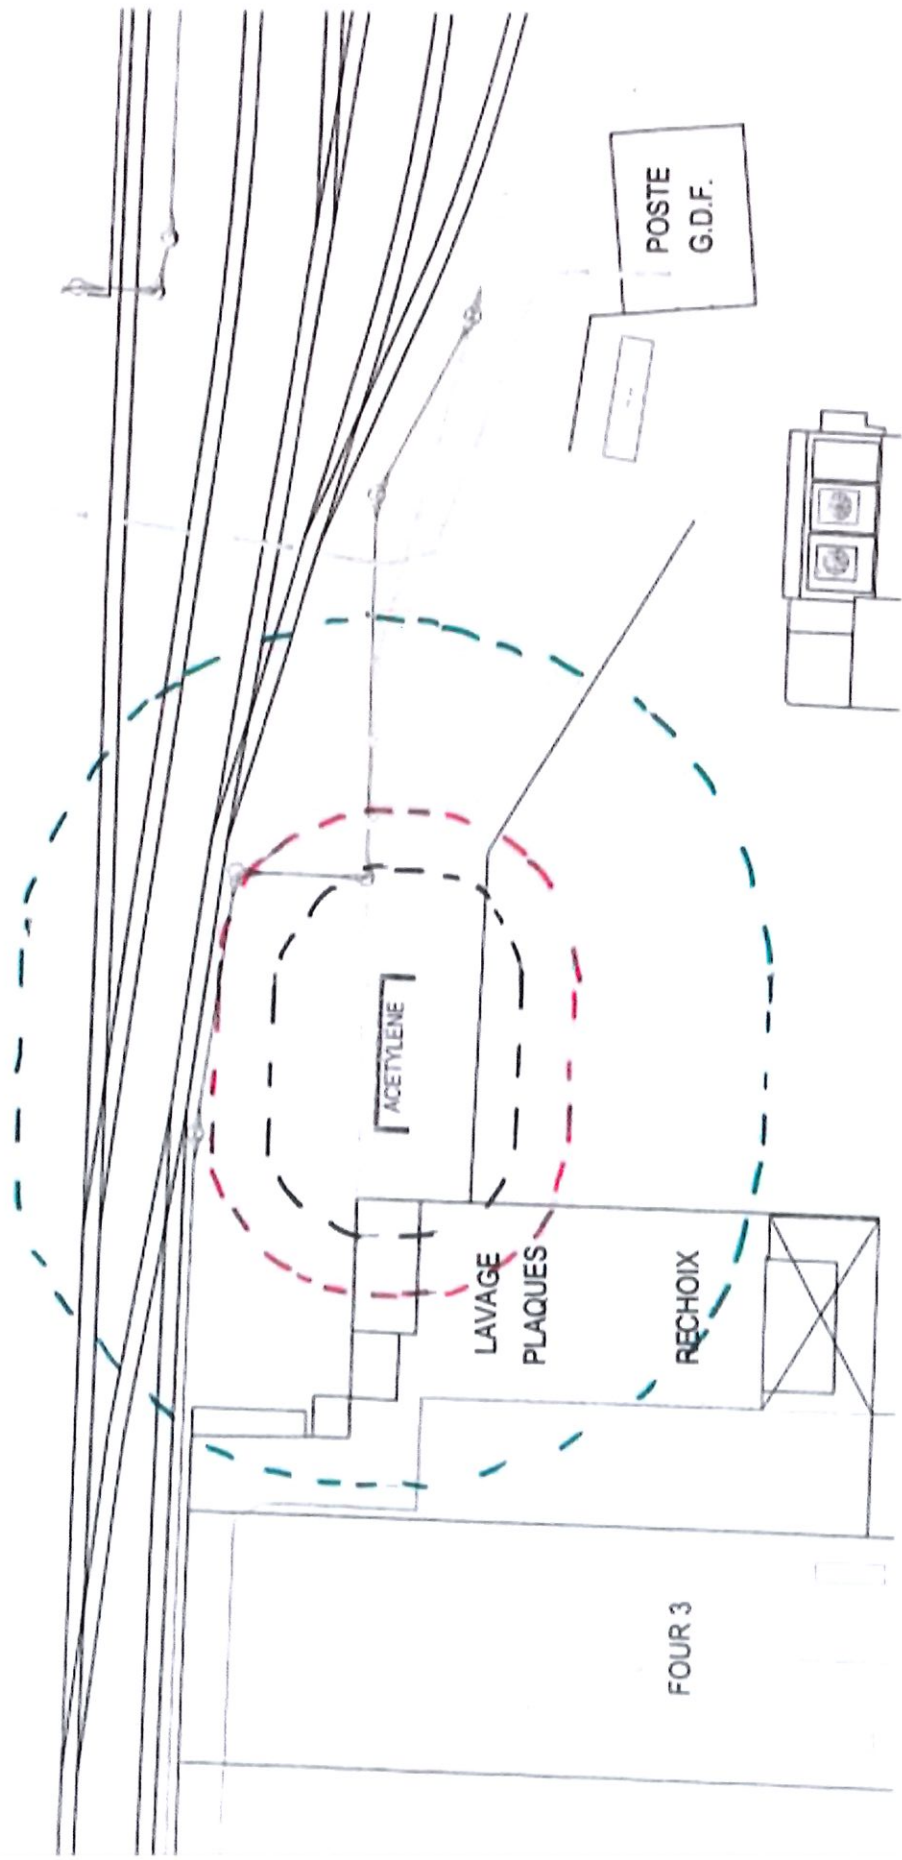 POSTE
G.D.F.
ACETYLENE
LAVAGE
PLAQUES
RECHOIX
FOUR 3